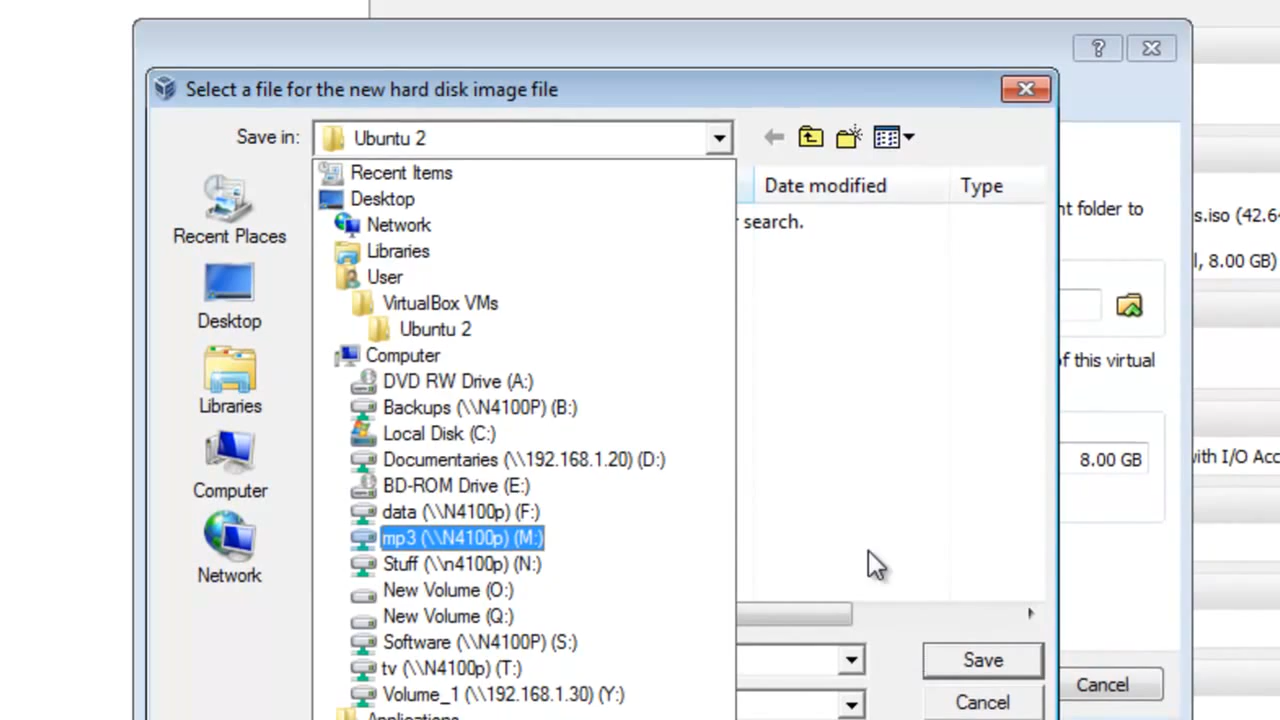 Select a file for the new hard disk image file
Save in: Ubuntu 2
Recent Items
Desktop
Network
Libraries
User
VirtualBox VMs
Ubuntu 2
Computer
DVD RW Drive (A:)
Backups (\\N4100P) (B:)
Local Disk (C:)
Documentaries (\\192.168.1.20) (D:)
BD-ROM Drive (E:)
data (\\N4100p) (F:)
mp3 (\\N4100p) (M:)
Stuff (\\n4100p) (N:)
New Volume (O:)
New Volume (Q:)
Software (\\N4100P) (S:)
tv (\\N4100p) (T:)
Volume_1 (\\192.168.1.30) (Y:)
Applications
Recent Places
Desktop
Libraries
Computer
Network
Date modified Type
search.
Save
Cancel
folder to
of this virtual
8.00 GB
Cancel
s.iso (42.6
8.00 GB)
with I/O